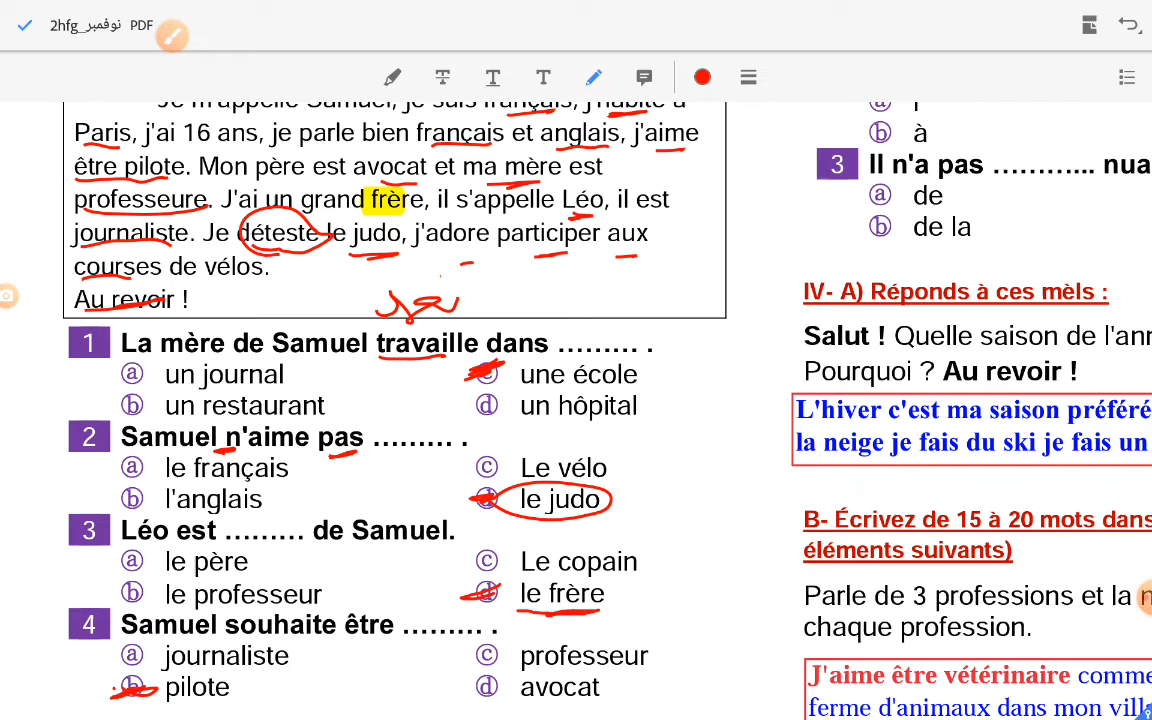 2hfg_نوفمبر PDF
Je m'appelle Samuel, je suis français, j'habite à
Paris, j'ai 16 ans, je parle bien français et anglais, j'aime
être pilote. Mon père est avocat et ma mère est
professeure. J'ai un grand frère, il s'appelle Léo, il est
journaliste. Je déteste le judo, j'adore participer aux
courses de vélos.
Au revoir !
1 La mère de Samuel travaille dans ……… .
a un journal
c une école
b un restaurant
d un hôpital
2 Samuel n'aime pas ……… .
a le français
c Le vélo
b l'anglais
d le judo
3 Léo est ……… de Samuel.
a le père
c Le copain
b le professeur
d le frère
4 Samuel souhaite être ……… .
a journaliste
c professeur
b pilote
d avocat
b à
3 Il n'a pas ………... nua
a de
b de la
IV- A) Réponds à ces mèls :
Salut ! Quelle saison de l'ann
Pourquoi ? Au revoir !
L'hiver c'est ma saison préféré
la neige je fais du ski je fais un
B- Écrivez de 15 à 20 mots dans
éléments suivants)
Parle de 3 professions et la n
chaque profession.
J'aime être vétérinaire comme
ferme d'animaux dans mon vill